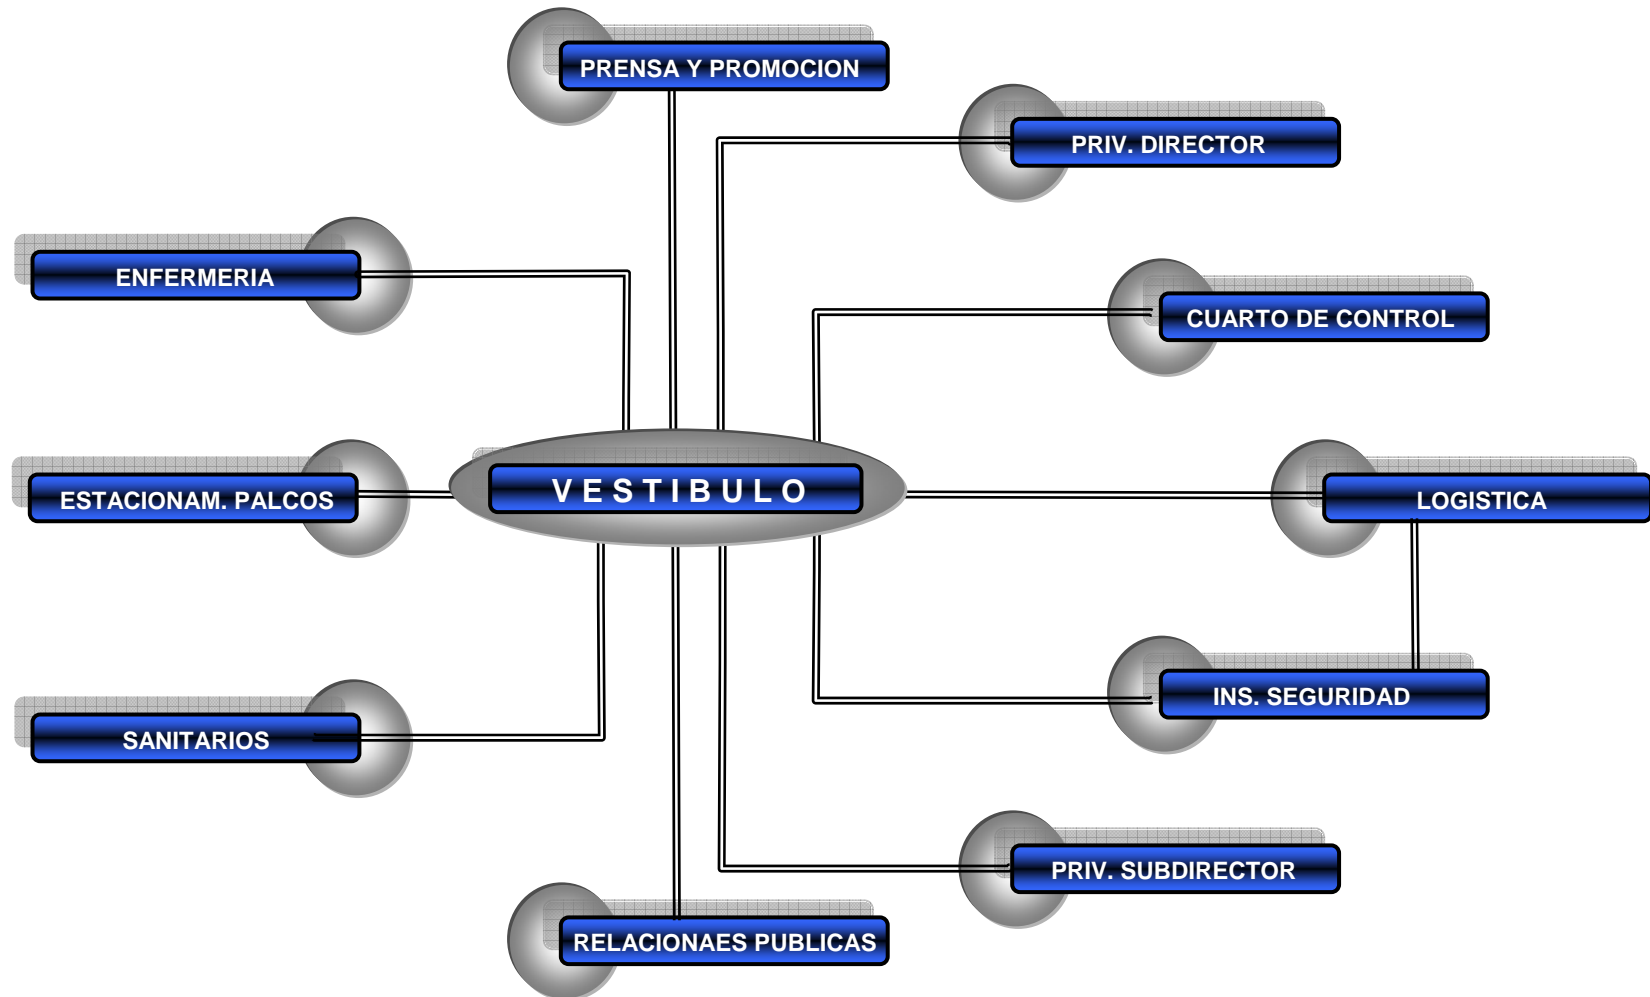 PRENSA Y PROMOCION
PRIV. DIRECTOR
ENFERMERIA
CUARTO DE CONTROL
ESTACIONAM. PALCOS
V E S T I B U L O
LOGISTICA
SANITARIOS
INS. SEGURIDAD
PRIV. SUBDIRECTOR
RELACIONAES PUBLICAS